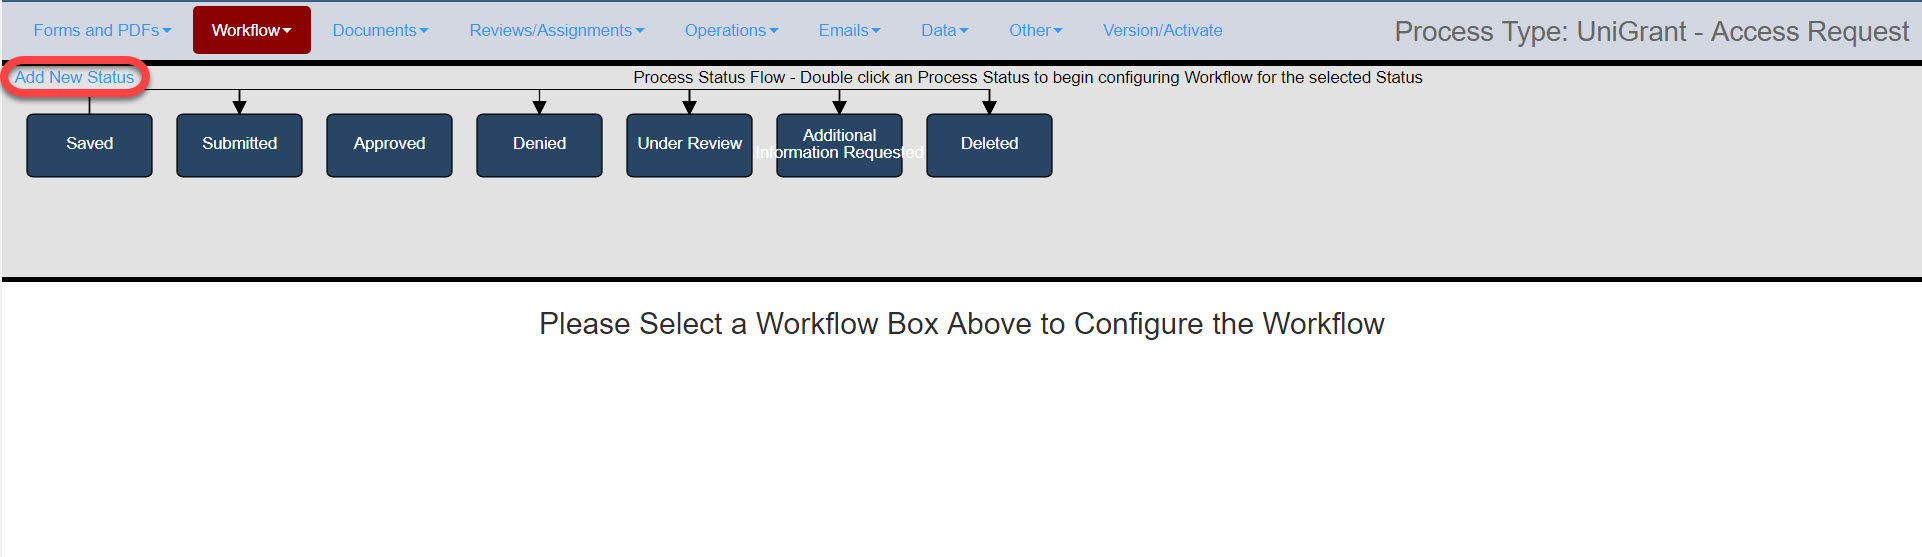 Forms and PDFs Workflow Documents Reviews/Assignments Operations Emails Data Other Version/Activate Process Type: UniGrant - Access Request
Add New Status Process Status Flow - Double click an Process Status to begin configuring Workflow for the selected Status
Saved
Submitted
Approved
Denied
Under Review
Additional
Information Requested
Deleted
Please Select a Workflow Box Above to Configure the Workflow